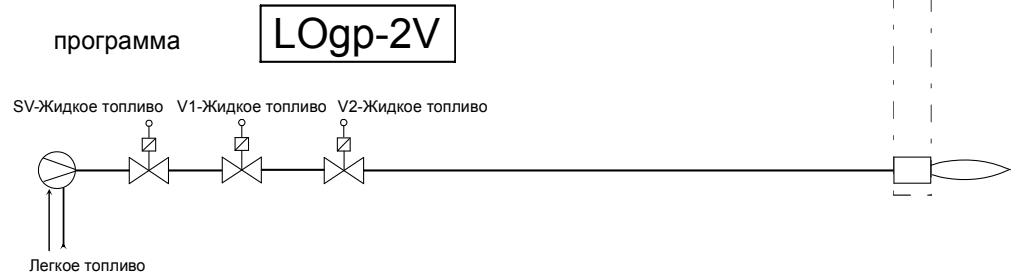 программа LOgp-2V
SV-Жидкое топливо V1-Жидкое топливо V2-Жидкое топливо
Легкое топливо